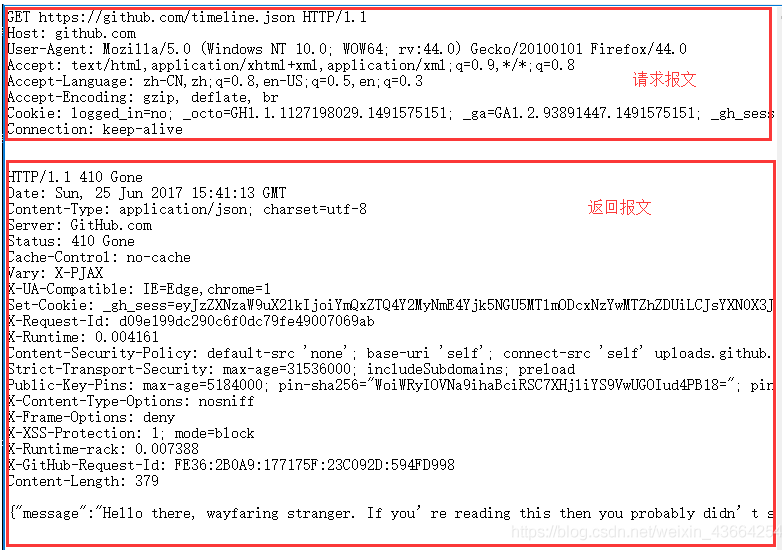 GET https://github.com/timeline.json HTTP/1.1
Host: github.com
User-Agent: Mozilla/5.0 (Windows NT 10.0; WOW64; rv:44.0) Gecko/20100101 Firefox/44.0
Accept: text/html,application/xhtml+xml,application/xml;q=0.9,*/*;q=0.8
Accept-Language: zh-CN,zh;q=0.8,en-US;q=0.5,en;q=0.3
请求报文
Accept-Encoding: gzip, deflate, br
Cookie: logged_in=no; _octo=GH1.1.1127198029.1491575151; _ga=GA1.2.93891447.1491575151; _gh_sess
Connection: keep-alive
HTTP/1.1 410 Gone
Date: Sun, 25 Jun 2017 15:41:13 GMT
Content-Type: application/json; charset=utf-8
返回报文
Server: GitHub.com
Status: 410 Gone
Cache-Control: no-cache
Vary: X-PJAX
X-UA-Compatible: IE=Edge,chrome=1
Set-Cookie: _gh_sess=eyJzZXNzaW9uX2lkIjoiYmQxZTQ4Y2MyNmE4Yjk5NGU5MTlmODcxNzYwMTZhZDUiLCJsYXN0X3J
X-Request-Id: d09e199dc290c6f0dc79fe49007069ab
X-Runtime: 0.004161
Content-Security-Policy: default-src 'none'; base-uri 'self'; connect-src 'self' uploads.github.
Strict-Transport-Security: max-age=31536000; includeSubdomains; preload
Public-Key-Pins: max-age=5184000; pin-sha256="WoiWRyIOVNa9ihaBciRSC7XHjliYS9VwUGOIud4PB18="; pin
X-Content-Type-Options: nosniff
X-Frame-Options: deny
X-XSS-Protection: 1; mode=block
X-Runtime-rack: 0.007388
X-GitHub-Request-Id: FE36:2B0A9:177175F:23C092D:594FD998
Content-Length: 379
{"message":"Hello there, wayfaring stranger. If you're reading this then you probably didn't s
https://blog.csdn.net/weixin_43664254